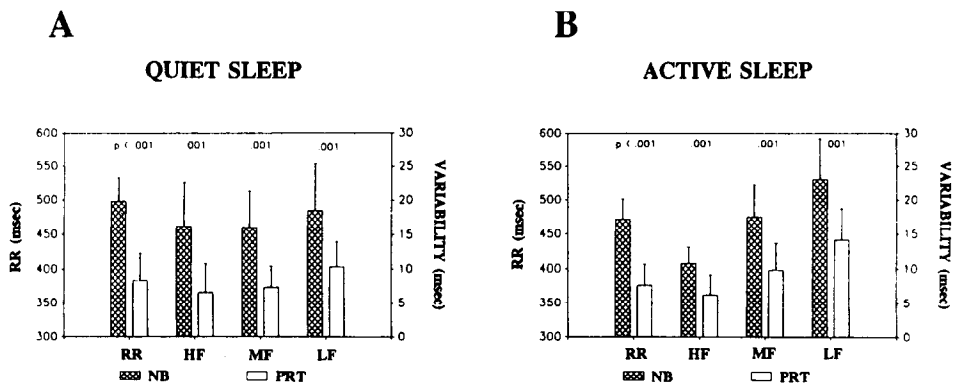 A
QUIET SLEEP
600
550
500
450
400
350
300
RR (msec)
30
25
20
15
10
5
0
VARIABILITY (msec)
p < .001 001 .001 .001
RR HF MF LF
NB PRT
B
ACTIVE SLEEP
600
550
500
450
400
350
300
RR (msec)
30
25
20
15
10
5
0
VARIABILITY (msec)
p < .001 .001 .001 .001
RR HF MF LF
NB PRT